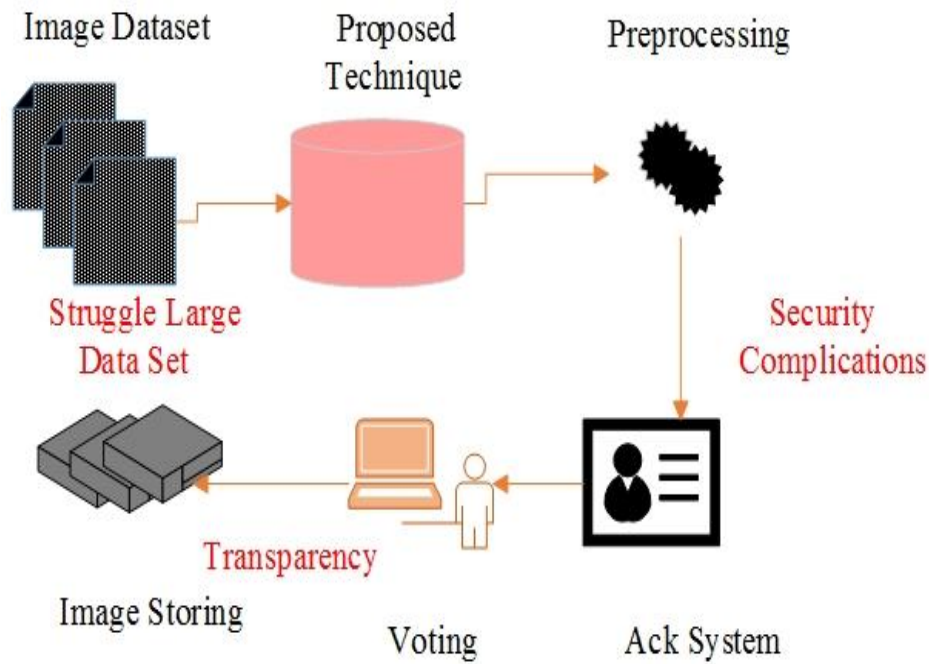 Image Dataset
Proposed
Technique
Preprocessing
Struggle Large
Data Set
Security
Complications
Transparency
Image Storing
Voting
Ack System